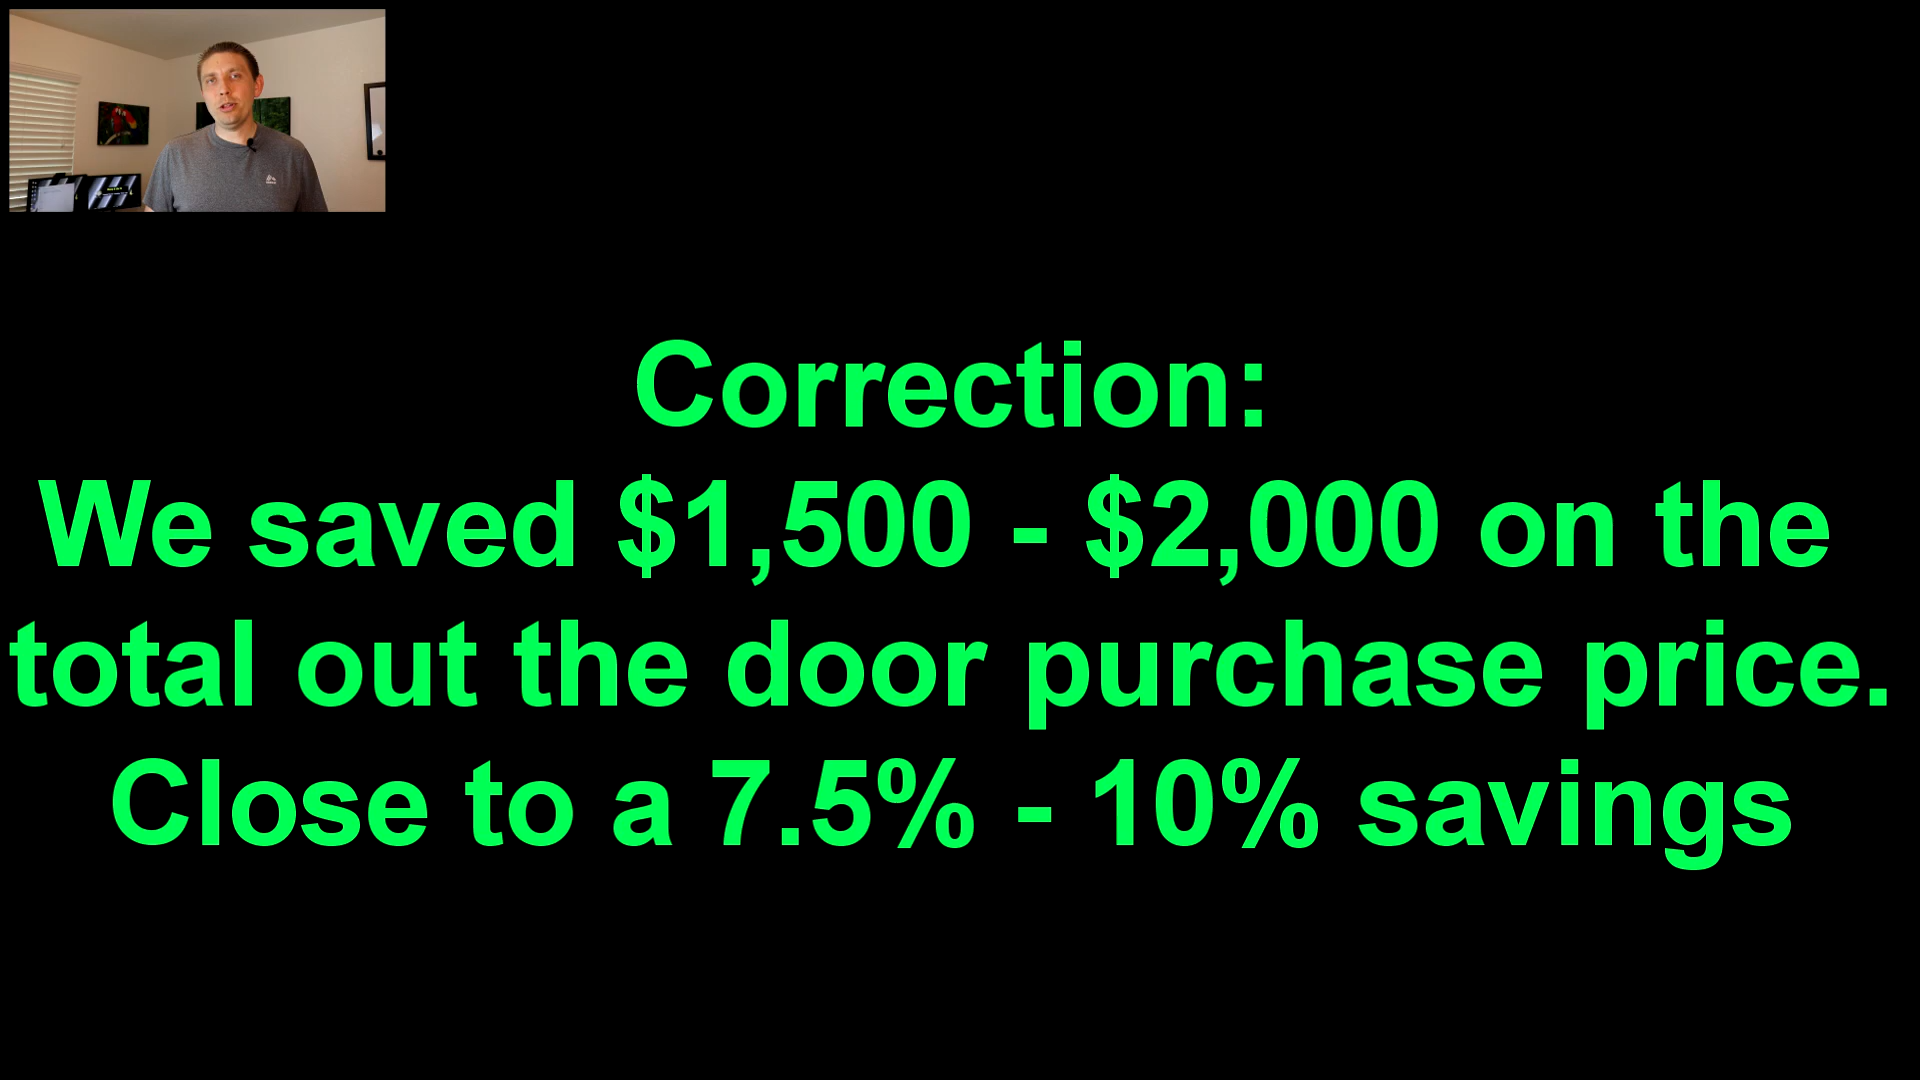 Correction:
We saved $1,500 - $2,000 on the
total out the door purchase price.
Close to a 7.5% - 10% savings